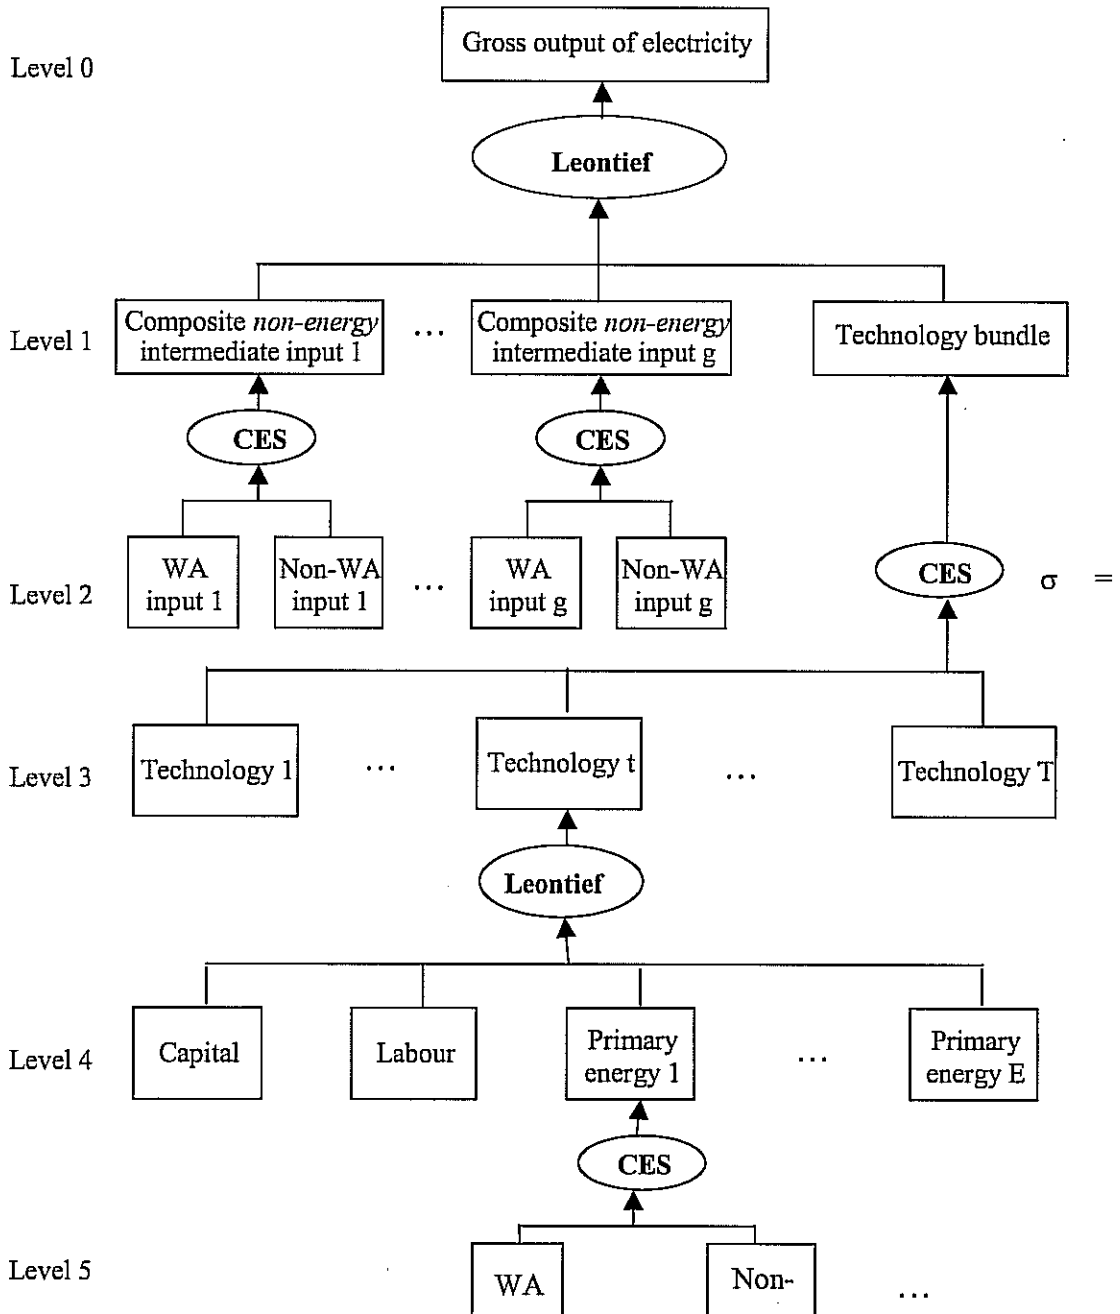 Gross output of electricity
Level 0
Leontief
Level 1
Composite non-energy
intermediate input 1
...
Composite non-energy
intermediate input g
Technology bundle
CES
CES
Level 2
WA
input 1
Non-WA
input 1
...
WA
input g
Non-WA
input g
CES
σ =
Level 3
Technology 1
...
Technology t
...
Technology T
Leontief
Level 4
Capital
Labour
Primary
energy 1
...
Primary
energy E
CES
Level 5
WA
Non-
...